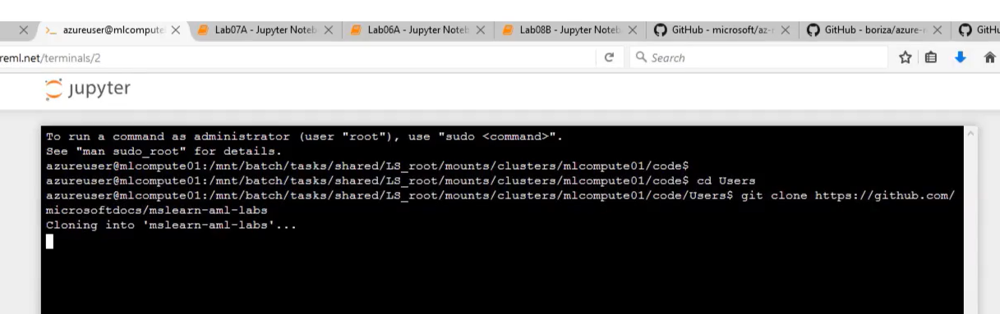 azureuser@mlcompute
Lab07A - Jupyter Noteb
Lab06A - Jupyter Noteb
Lab08B - Jupyter Noteb
GitHub - microsoft/az-r
GitHub - boriza/azure-
GitHu
reml.net/terminals/2
Search
jupyter
To run a command as administrator (user "root"), use "sudo <command>".
See "man sudo_root" for details.
azureuser@mlcompute01:/mnt/batch/tasks/shared/LS_root/mounts/clusters/mlcompute01/code$
azureuser@mlcompute01:/mnt/batch/tasks/shared/LS_root/mounts/clusters/mlcompute01/code$ cd Users
azureuser@mlcompute01:/mnt/batch/tasks/shared/LS_root/mounts/clusters/mlcompute01/code/Users$ git clone https://github.com/
microsoftdocs/mslearn-aml-labs
Cloning into 'mslearn-aml-labs'...